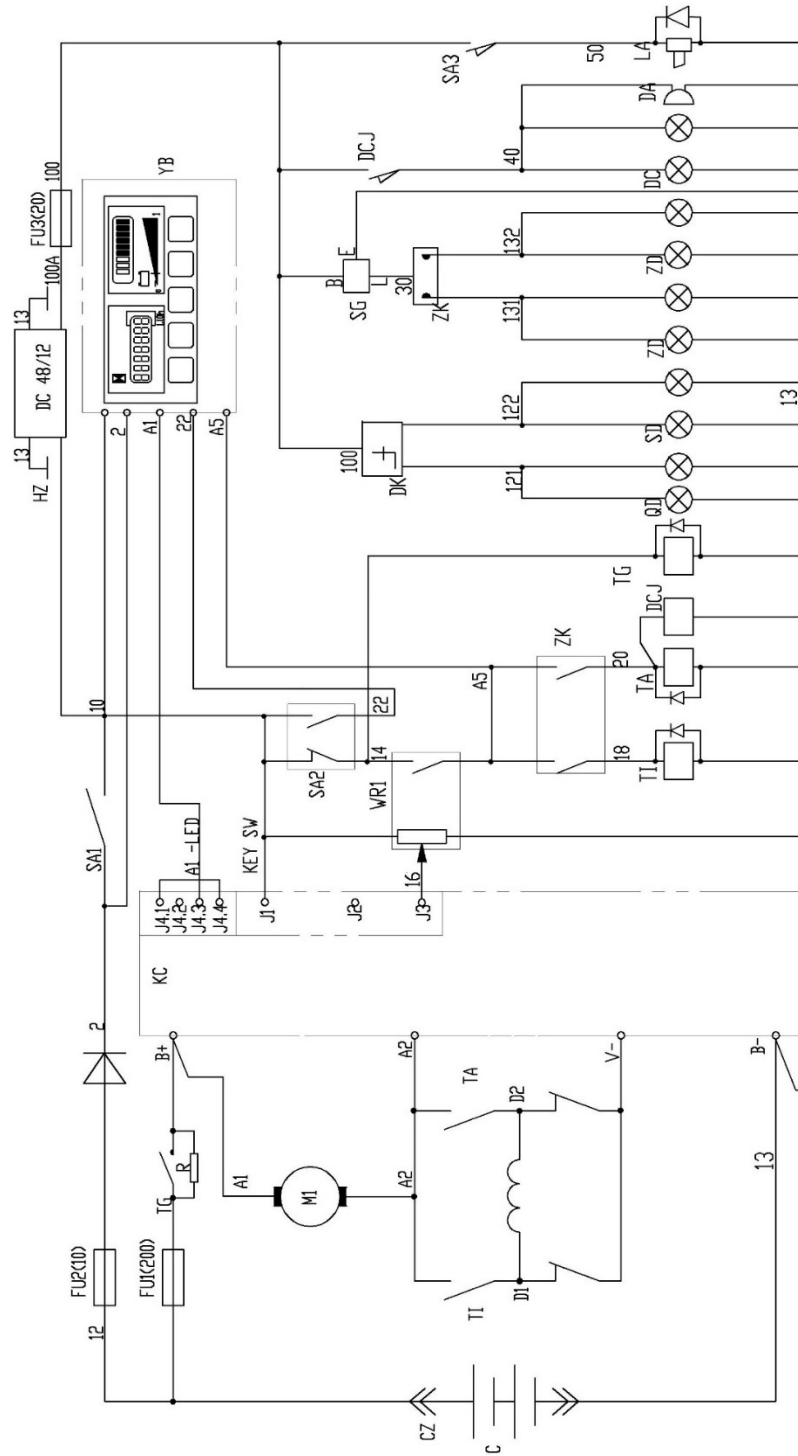 FU3(20)
100
DC 48/12
13
13
100A
HZ
YB
2
A1
22
A5
10
SA1
SA3
50
LA
DA
DCJ
40
DC
B
E
L
SG
30
ZK
132
ZD
131
ZD
100
DK
122
SD
121
QD
13
TG
DCJ
ZK
20
TA
A5
18
TI
22
14
SA2
WR1
KEY SW
16
A1 -LED
J4.1
J4.2
J4.3
J4.4
J1
J2
J3
KC
2
B+
A2
V-
B-
TA
D2
13
R
TG
A1
M1
A2
FU2(10)
FU1(200)
12
TI
D1
CZ
C